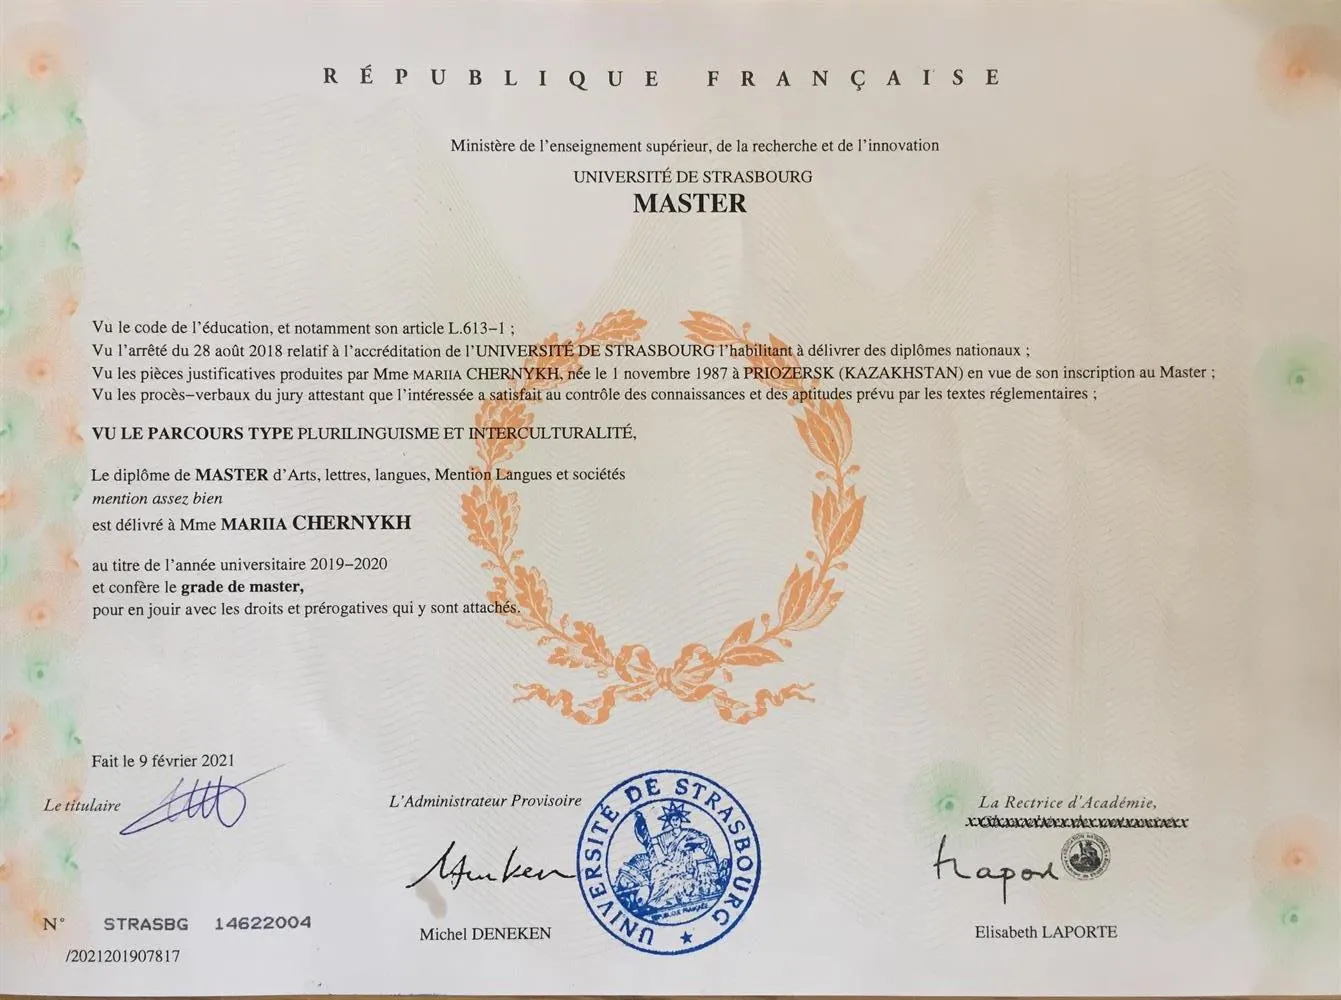 RÉPUBLIQUE FRANÇAISE
Ministère de l'enseignement supérieur, de la recherche et de l'innovation
UNIVERSITÉ DE STRASBOURG
MASTER
Vu le code de l'éducation, et notamment son article L.613-1 ;
Vu l'arrêté du 28 août 2018 relatif à l'accréditation de l'UNIVERSITÉ DE STRASBOURG l'habilitant à délivrer des diplômes nationaux ;
Vu les pièces justificatives produites par Mme MARIIA CHERNYKH, née le 1 novembre 1987 à PRIOZERSK (KAZAKHSTAN) en vue de son inscription au Master ;
Vu les procès-verbaux du jury attestant que l'intéressée a satisfait au contrôle des connaissances et des aptitudes prévu par les textes réglementaires ;
VU LE PARCOURS TYPE PLURILINGUISME ET INTERCULTURALITÉ,
Le diplôme de MASTER d'Arts, lettres, langues, Mention Langues et sociétés
mention assez bien
est délivré à Mme MARIIA CHERNYKH
au titre de l'année universitaire 2019-2020
et confère le grade de master,
pour en jouir avec les droits et prérogatives qui y sont attachés.
Fait le 9 février 2021
Le titulaire
L'Administrateur Provisoire
La Rectrice d'Académie,
UNIVERSITÉ DE STRASBOURG
Michel DENEKEN
Elisabeth LAPORTE
N° STRASBG 14622004
/2021201907817